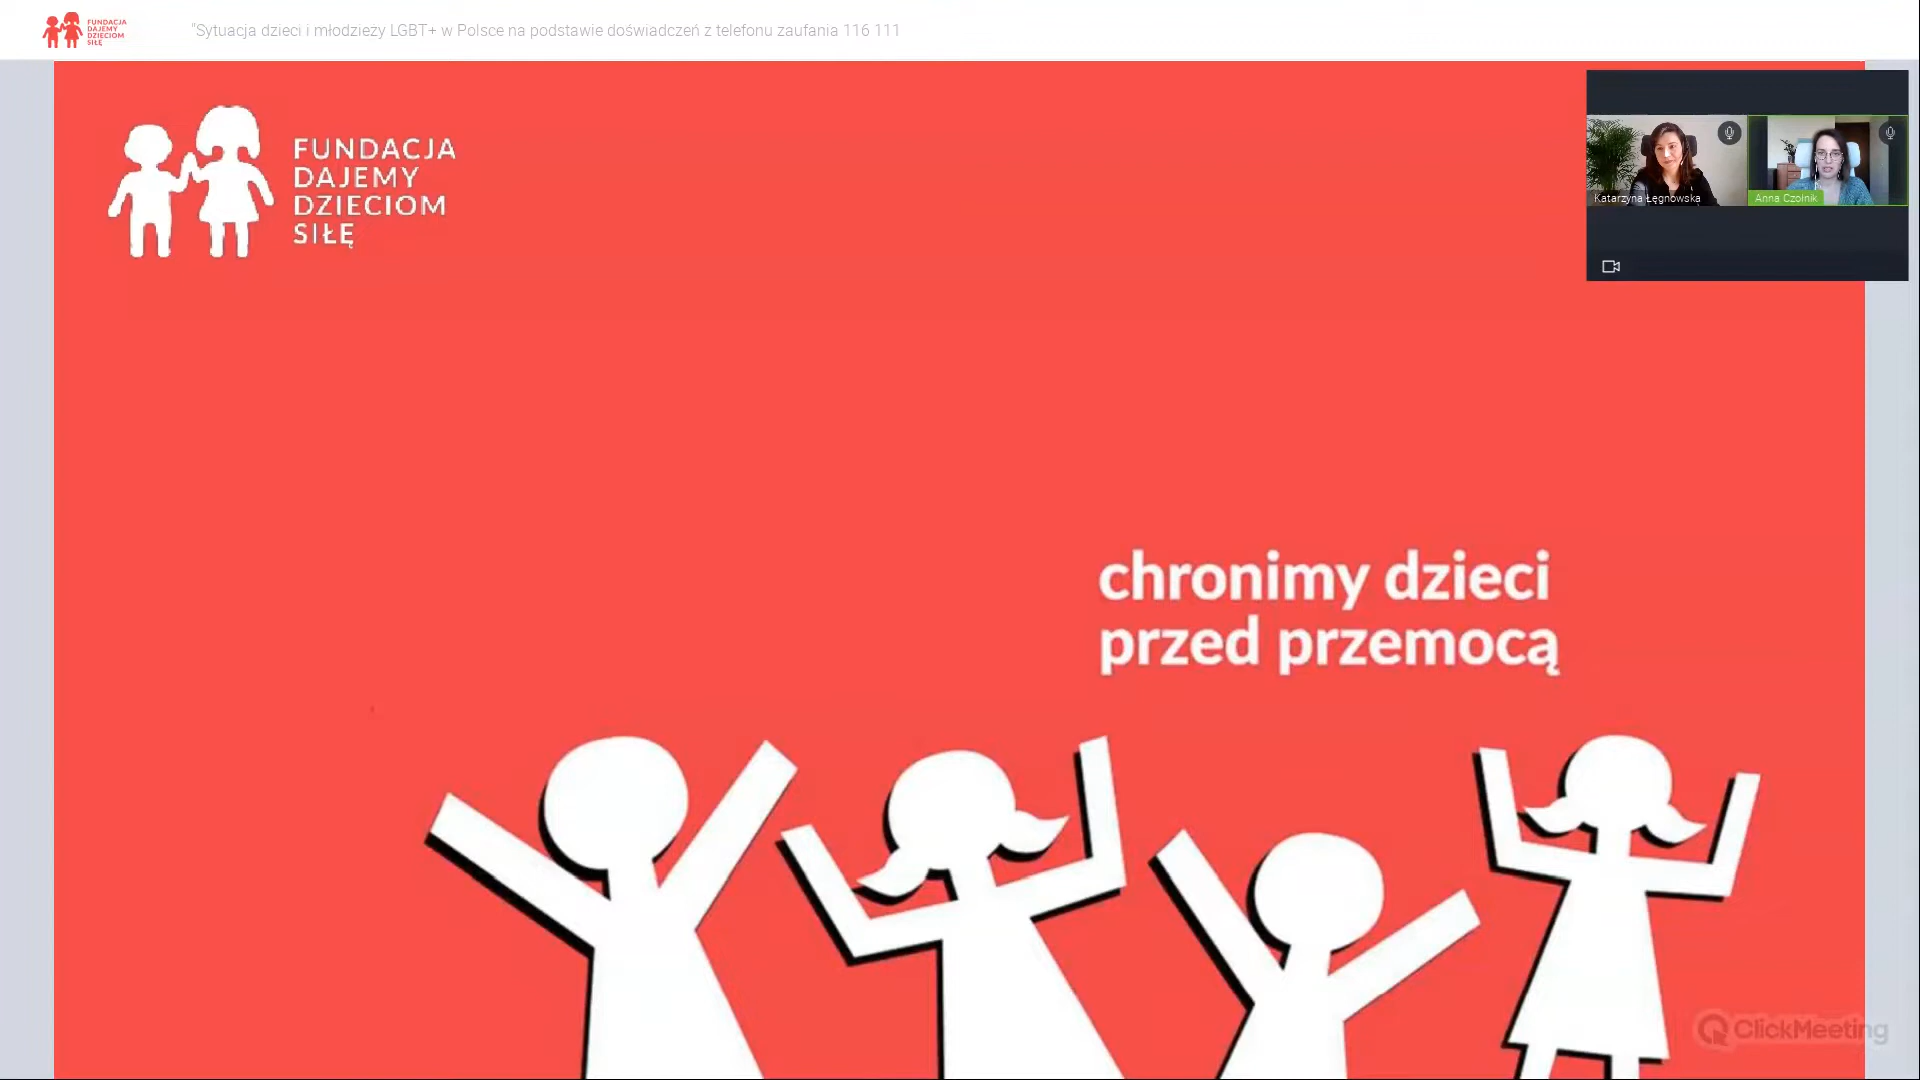 FUNDACJA
DAJEMY
DZIECIOM
SIŁĘ
"Sytuacja dzieci i młodzieży LGBT+ w Polsce na podstawie doświadczeń z telefonu zaufania 116 111
FUNDACJA
DAJEMY
DZIECIOM
SIŁĘ
Katarzyna Łęgnowska
Anna Czolnik
chronimy dzieci
przed przemocą
ClickMeeting